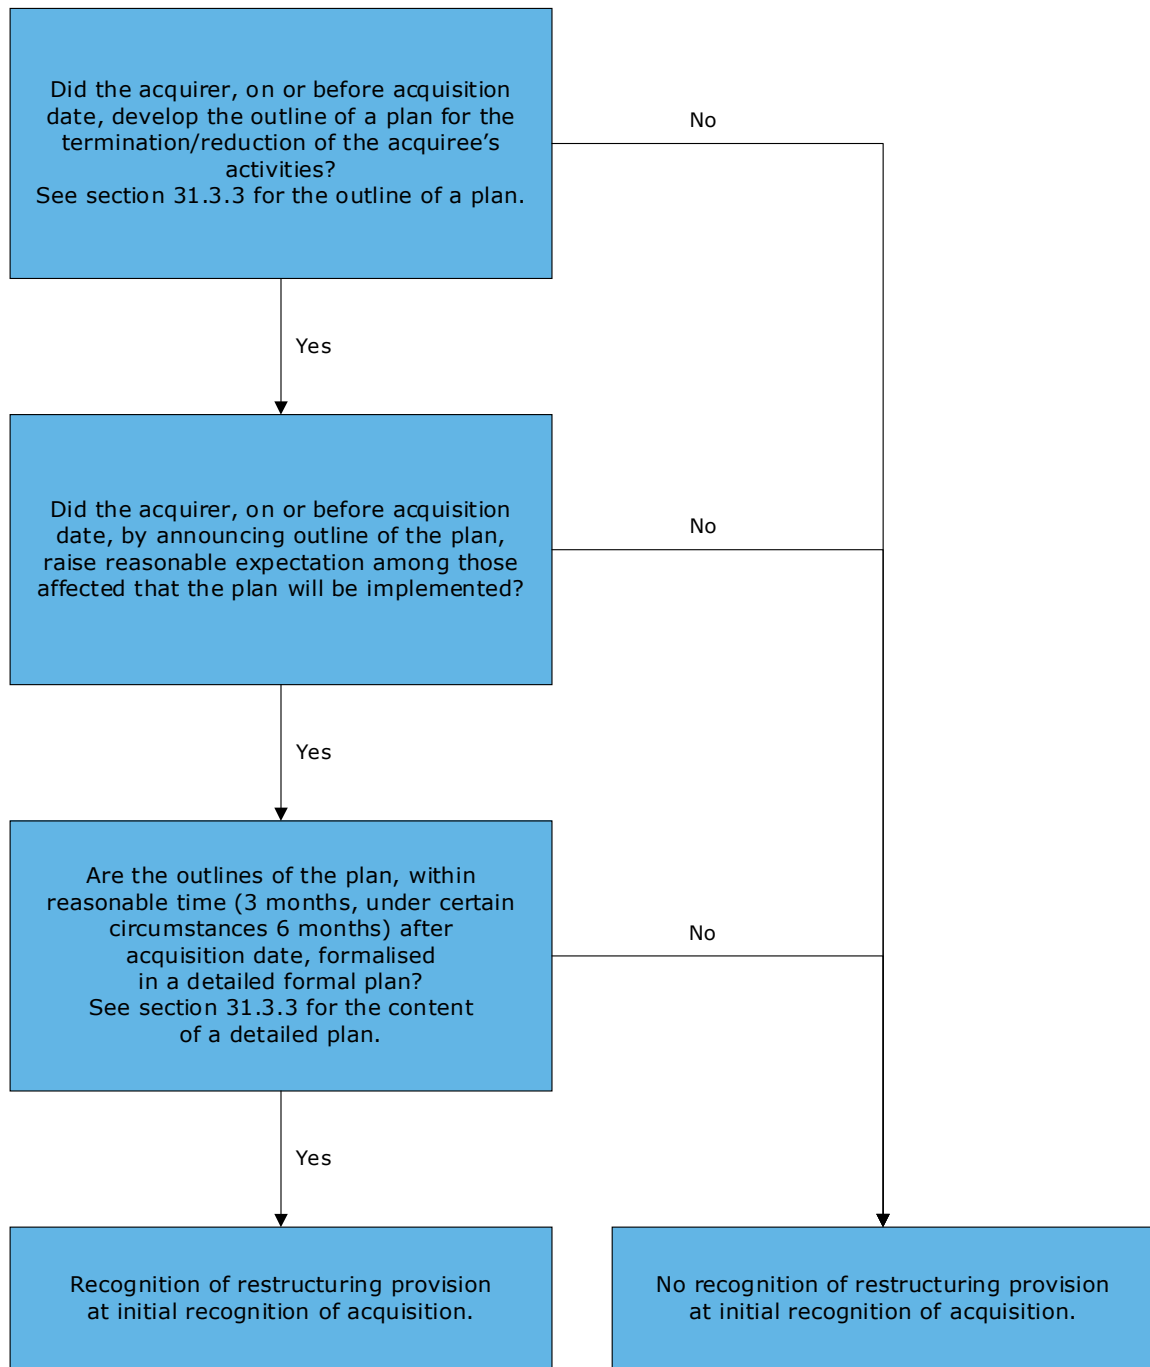 Did the acquirer, on or before acquisition
date, develop the outline of a plan for the
termination/reduction of the acquiree’s
activities?
See section 31.3.3 for the outline of a plan.
No
Yes
Did the acquirer, on or before acquisition
date, by announcing outline of the plan,
raise reasonable expectation among those
affected that the plan will be implemented?
No
Yes
Are the outlines of the plan, within
reasonable time (3 months, under certain
circumstances 6 months) after
acquisition date, formalised
in a detailed formal plan?
See section 31.3.3 for the content
of a detailed plan.
No
Yes
Recognition of restructuring provision
at initial recognition of acquisition.
No recognition of restructuring provision
at initial recognition of acquisition.